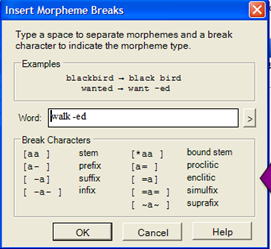 Insert Morpheme Breaks
Type a space to separate morphemes and a break
character to indicate the morpheme type.
Examples
blackbird → black bird
wanted → want -ed
Word: walk -ed >
Break Characters
[aa ] stem [*aa ] bound stem
[a- ] prefix [a= ] proclitic
[ -a] suffix [ =a] enclitic
[-a- ] infix [ =a= ] simulfix
[ ~a~ ] suprafix
OK Cancel Help